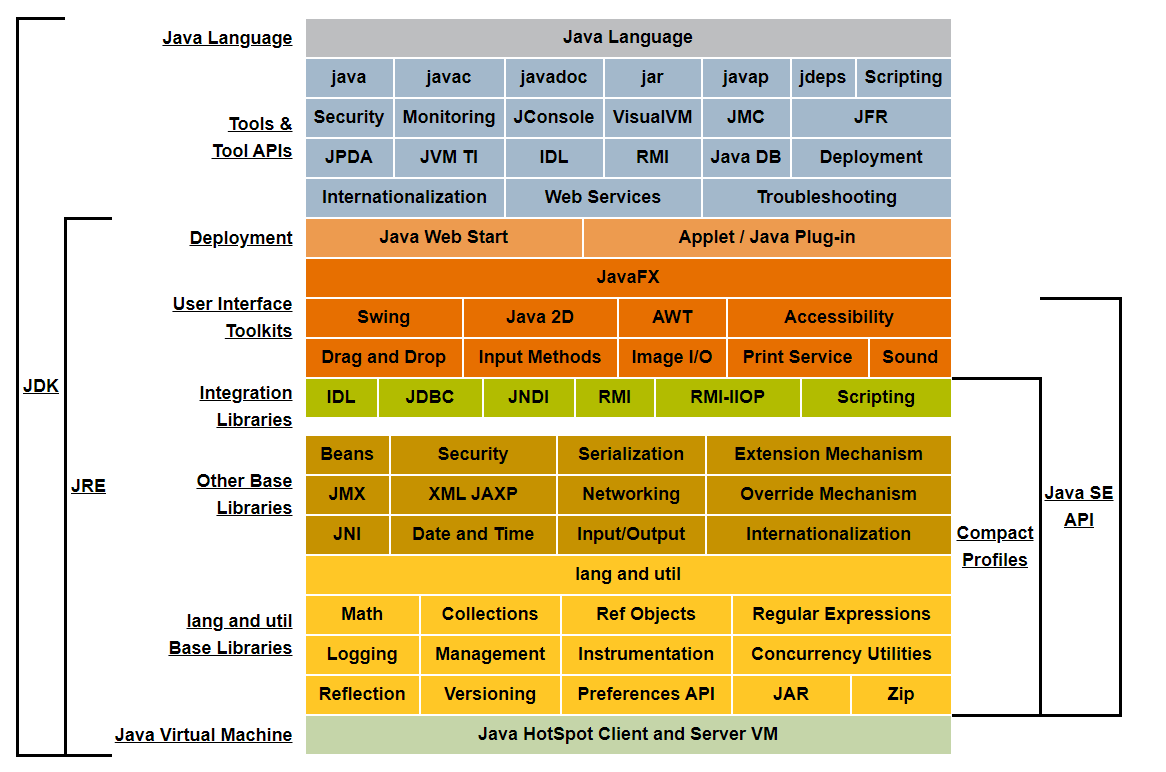 Java Language Java Language
java javac javadoc jar javap jdeps Scripting
Security Monitoring JConsole VisualVM JMC JFR
Tools &
Tool APIs
JPDA JVM TI IDL RMI Java DB Deployment
Internationalization Web Services Troubleshooting
Deployment Java Web Start Applet / Java Plug-in
JavaFX
User Interface
Toolkits
Swing Java 2D AWT Accessibility
Drag and Drop Input Methods Image I/O Print Service Sound
JDK
Integration
Libraries
IDL JDBC JNDI RMI RMI-IIOP Scripting
Beans Security Serialization Extension Mechanism
JRE
Other Base
Libraries
JMX XML JAXP Networking Override Mechanism
Java SE
API
JNI Date and Time Input/Output Internationalization
Compact
Profiles
lang and util
lang and util
Base Libraries
Math Collections Ref Objects Regular Expressions
Logging Management Instrumentation Concurrency Utilities
Reflection Versioning Preferences API JAR Zip
Java Virtual Machine Java HotSpot Client and Server VM